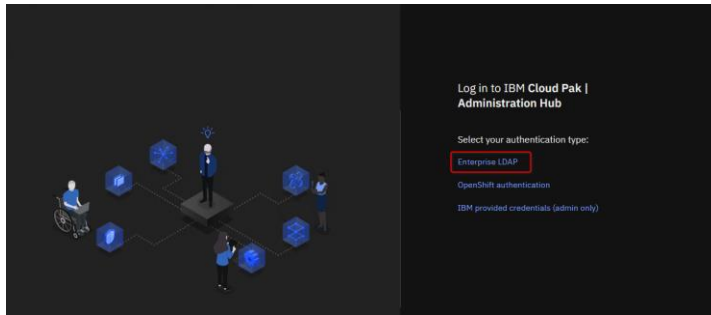 Log in to IBM Cloud Pak |
Administration Hub
Select your authentication type:
Enterprise LDAP
OpenShift authentication
IBM provided credentials (admin only)